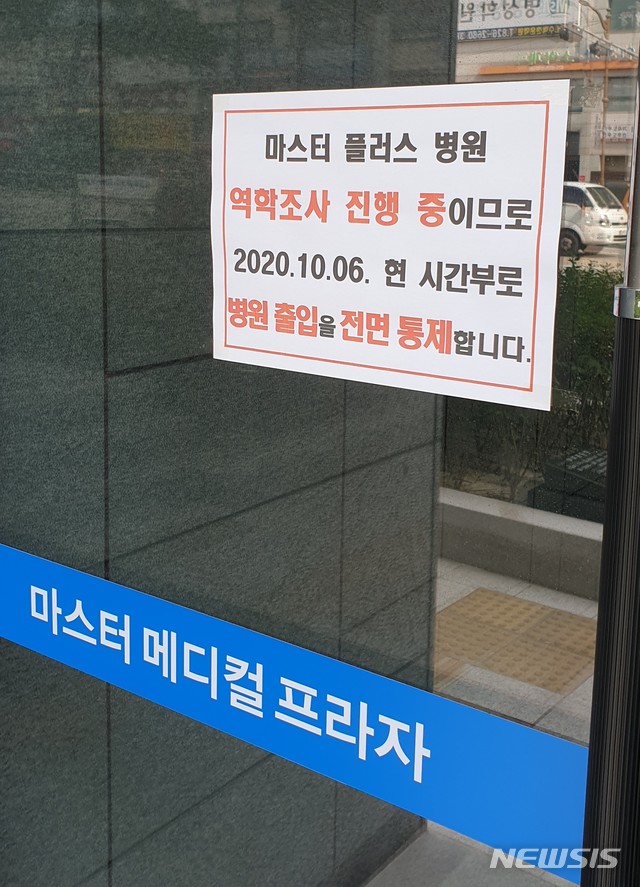 마스터 플러스 병원
역학조사 진행 중이므로
2020.10.06. 현 시간부로
병원 출입을 전면 통제합니다.
마스터 메디컬 프라자
NEWSIS